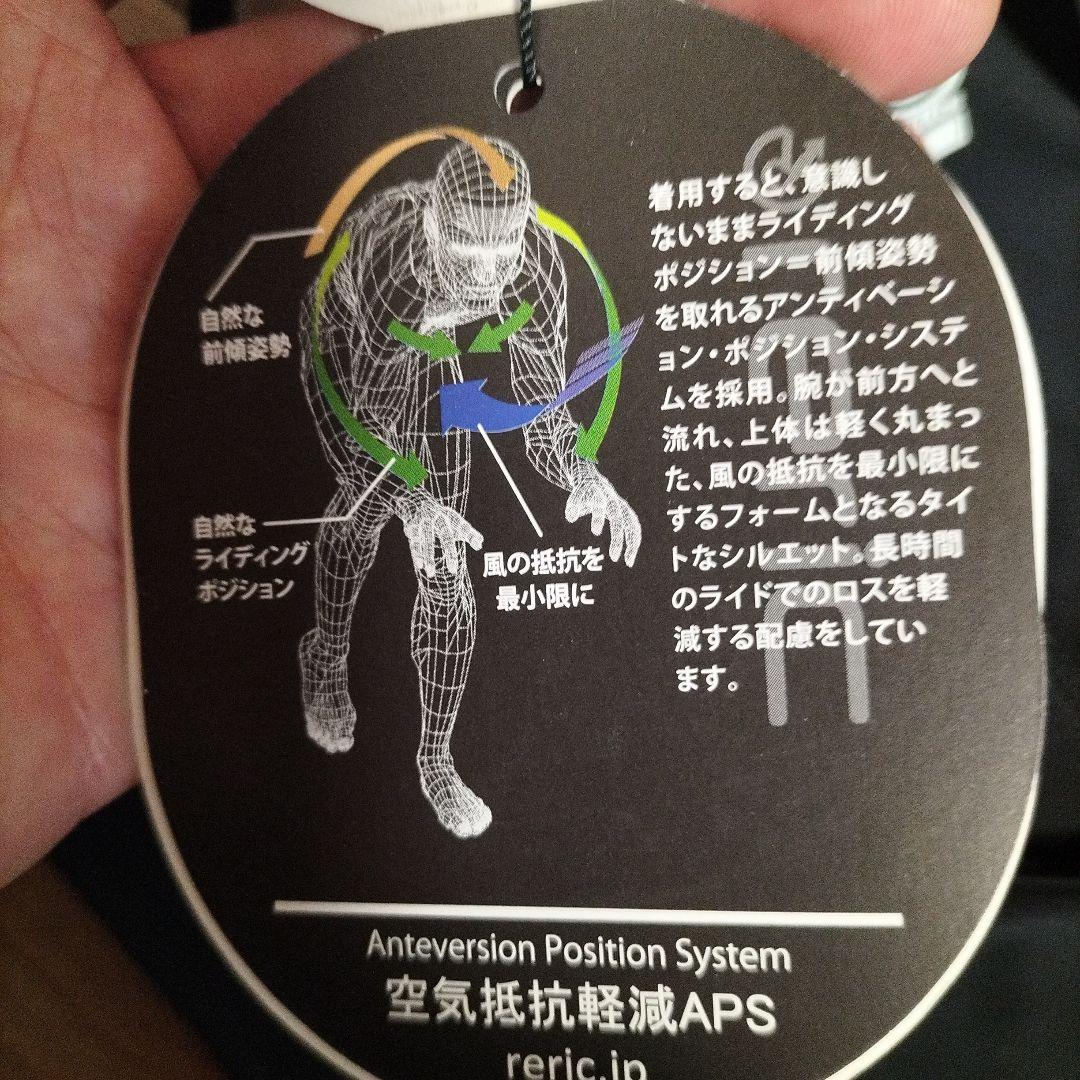 着用すると、意識し
ないままライディング
ポジション＝前傾姿勢
を取れるアンティベーシ
ョン・ポジション・システ
ムを採用。腕が前方へと
流れ、上体は軽く丸まっ
た、風の抵抗を最小限に
するフォームとなるタイ
トなシルエット。長時間
のライドでのロスを軽
減する配慮をしてい
ます。
自然な
前傾姿勢
自然な
ライディング
ポジション
風の抵抗を
最小限に
Anteversion Position System
空気抵抗軽減APS
reric.jp